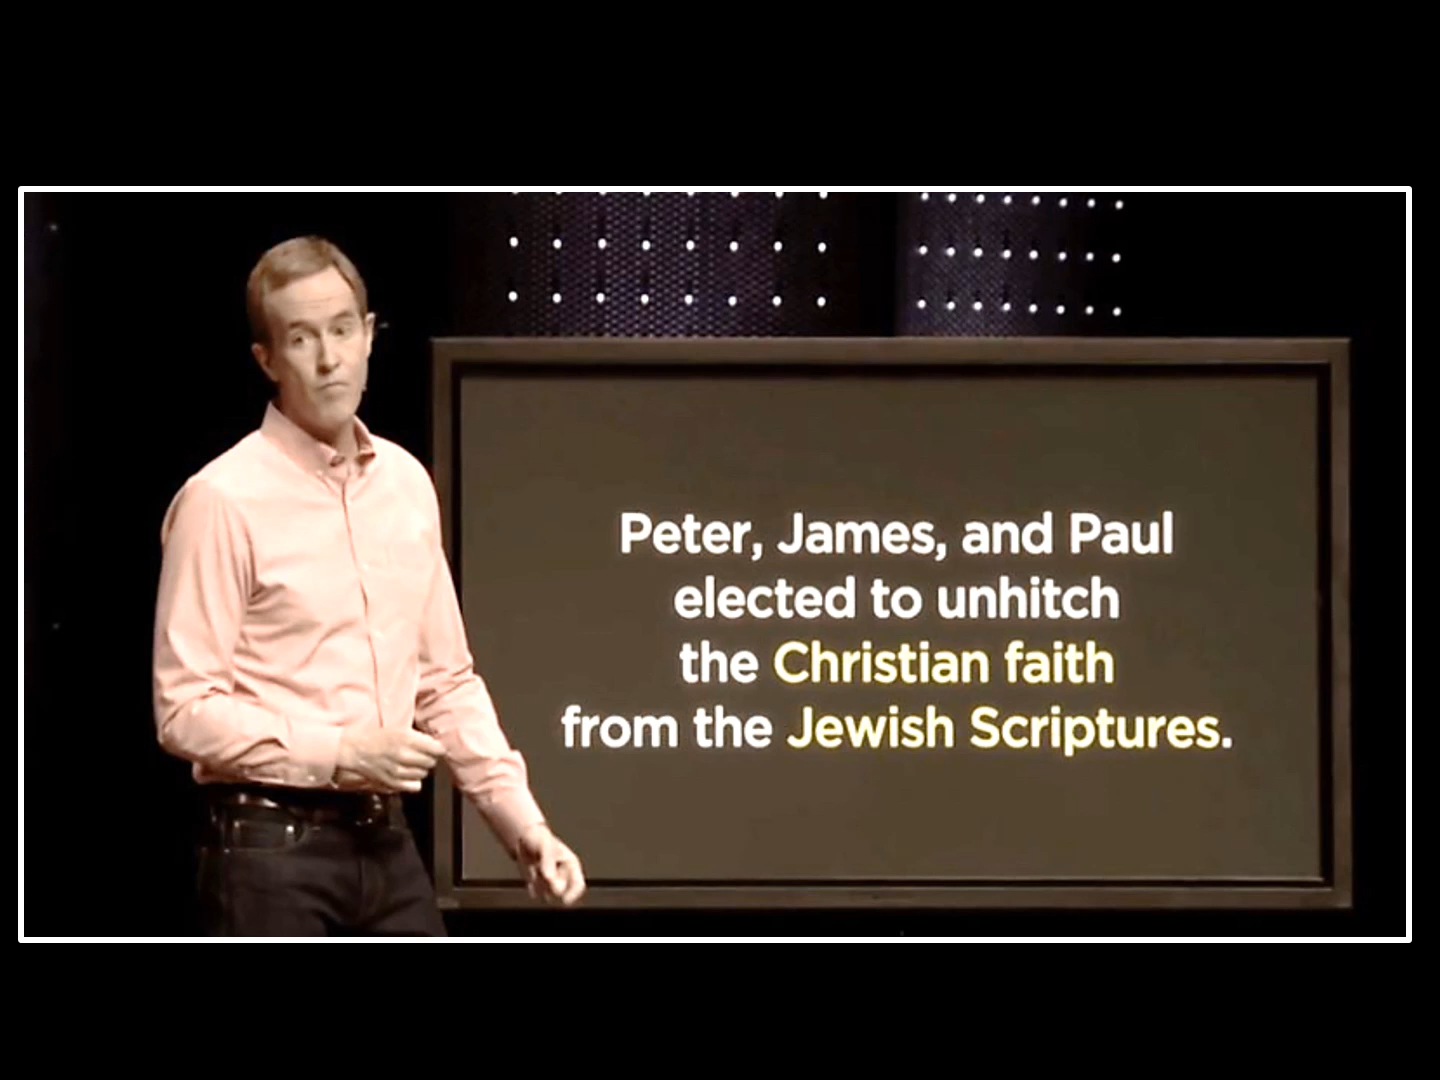 Peter, James, and Paul
elected to unhitch
the Christian faith
from the Jewish Scriptures.